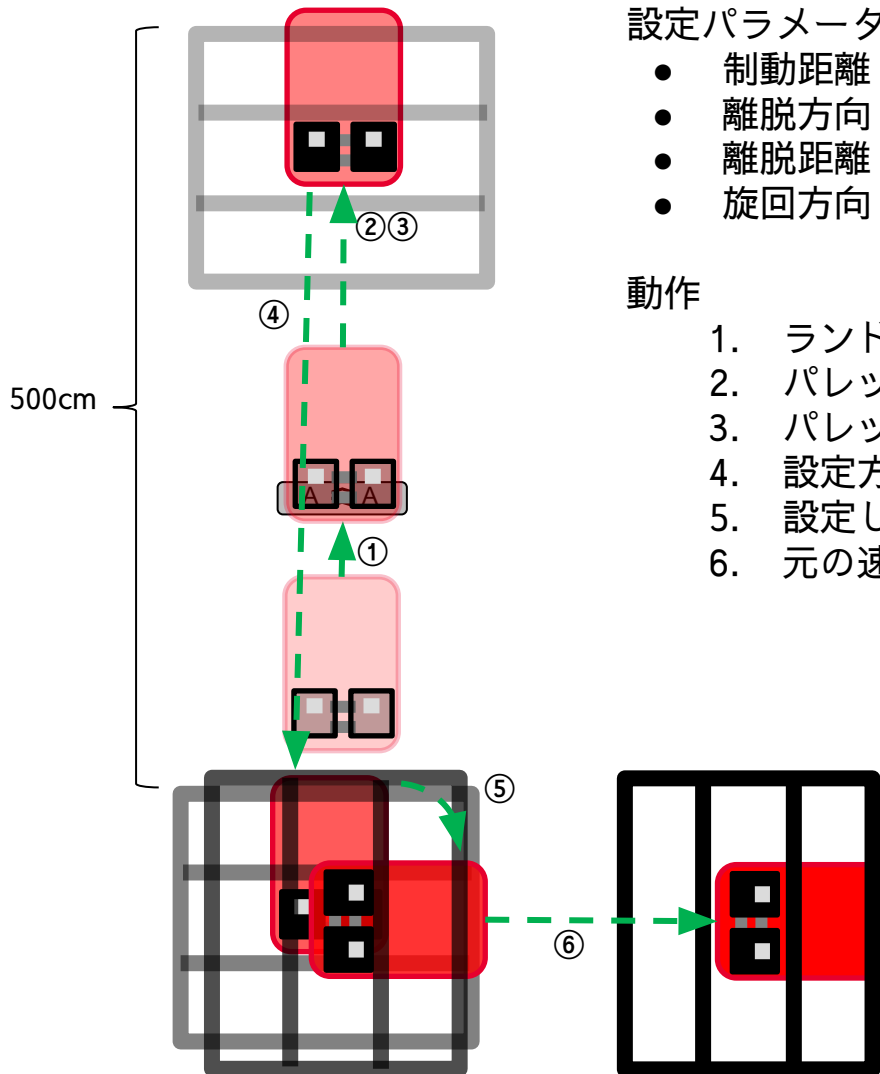 設定パラメータ
● 制動距離
● 離脱方向
● 離脱距離
● 旋回方向
②③
④
動作
1. ランド
2. パレッ
3. パレッ
4. 設定方
5. 設定し
6. 元の速
500cm
A A
①
⑤
⑥